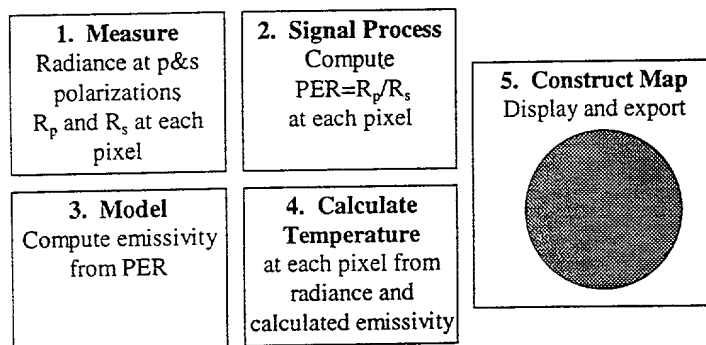 1. Measure
Radiance at p&s
polarizations
Rp and Rs at each
pixel
2. Signal Process
Compute
PER=Rp/Rs
at each pixel
3. Model
Compute emissivity
from PER
4. Calculate
Temperature
at each pixel from
radiance and
calculated emissivity
5. Construct Map
Display and export